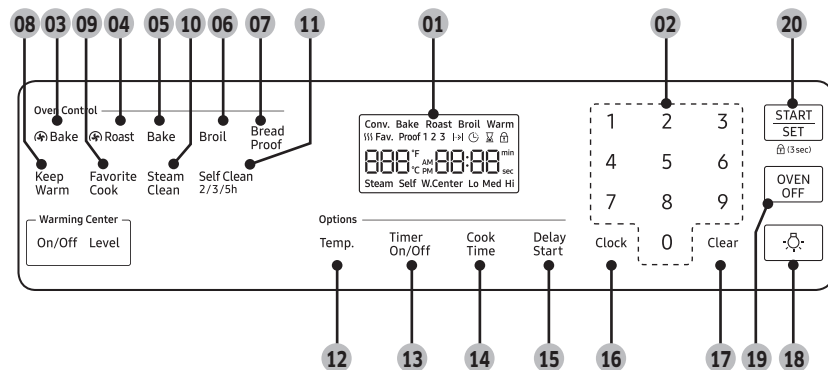 08 03 09 04 10 05 06 07 11 01 02 20
Oven Control
Bake Roast Bake Broil Bread Proof
Keep Warm Favorite Cook Steam Clean Self Clean 2/3/5h
Warming Center
On/Off Level
Conv. Bake Roast Broil Warm
Fav. Proof 1 2 3
888 °F °C AM PM 88:88 min sec
Steam Self W.Center Lo Med Hi
Options
Temp. Timer On/Off Cook Time Delay Start Clock 0 Clear
1 2 3
4 5 6
7 8 9
START
SET
(3 sec)
OVEN
OFF
12 13 14 15 16 17 19 18